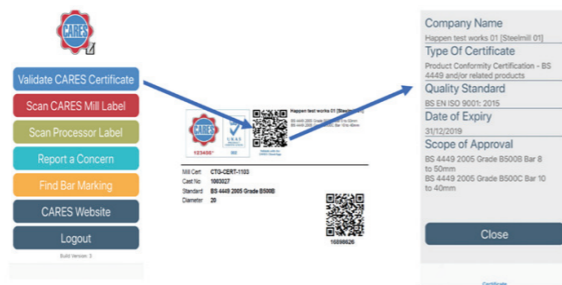 CARES
Validate CARES Certificate
Scan CARES Mill Label
Scan Processor Label
Report a Concern
Find Bar Marking
CARES Website
Logout
Build Version: 3
CARES
Happen test works 01 [Steelmill 01]
Mill Cert CTG-CERT-1103
Cast No 1003027
Standard BS 4449 2005 Grade B500B
Diameter 20
Company Name
Happen test works 01 [Steelmill 01]
Type Of Certificate
Product Conformity Certification - BS
4449 and/or related products
Quality Standard
BS EN ISO 9001: 2015
Date of Expiry
31/12/2019
Scope of Approval
BS 4449 2005 Grade B500B Bar 8
to 50mm
BS 4449 2005 Grade B500C Bar 10
to 40mm
Close
Certificate